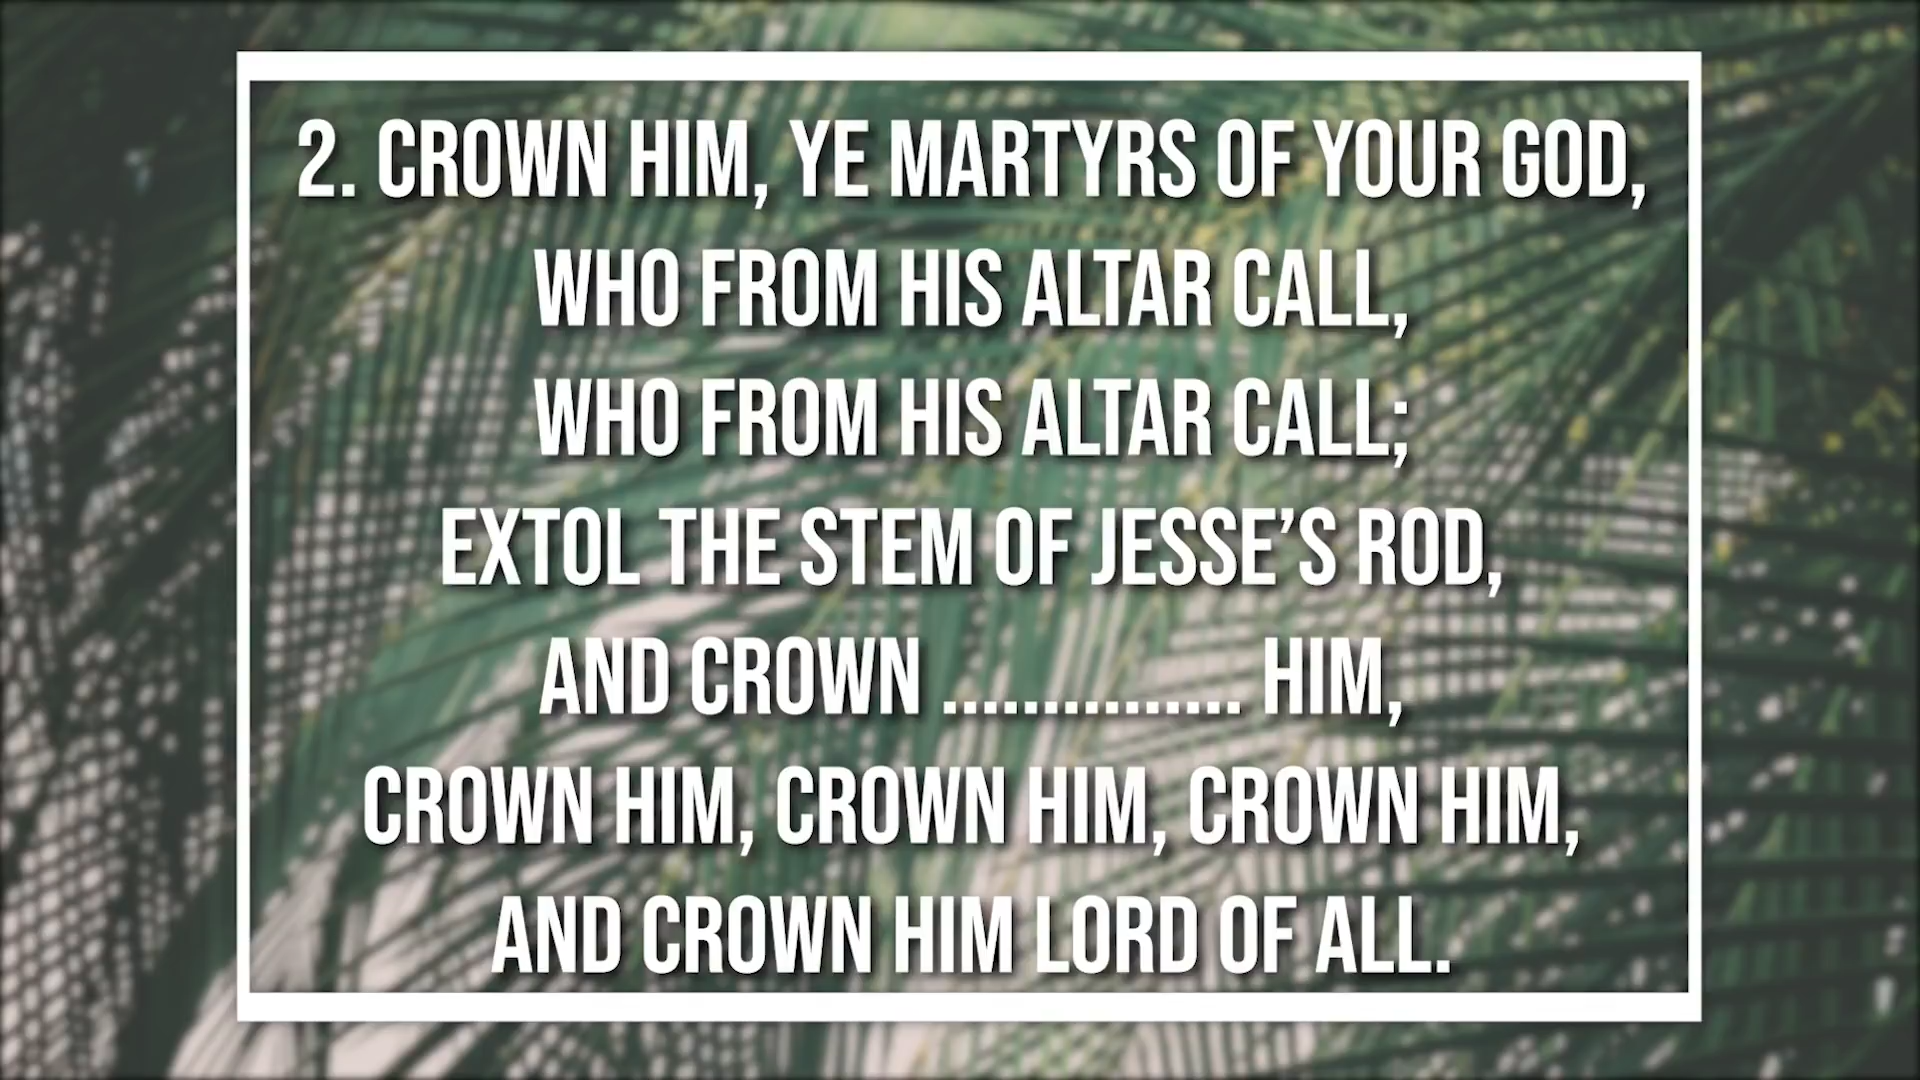 2. CROWN HIM, YE MARTYRS OF YOUR GOD,
WHO FROM HIS ALTAR CALL,
WHO FROM HIS ALTAR CALL;
EXTOL THE STEM OF JESSE’S ROD,
AND CROWN ............... HIM,
CROWN HIM, CROWN HIM, CROWN HIM,
AND CROWN HIM LORD OF ALL.